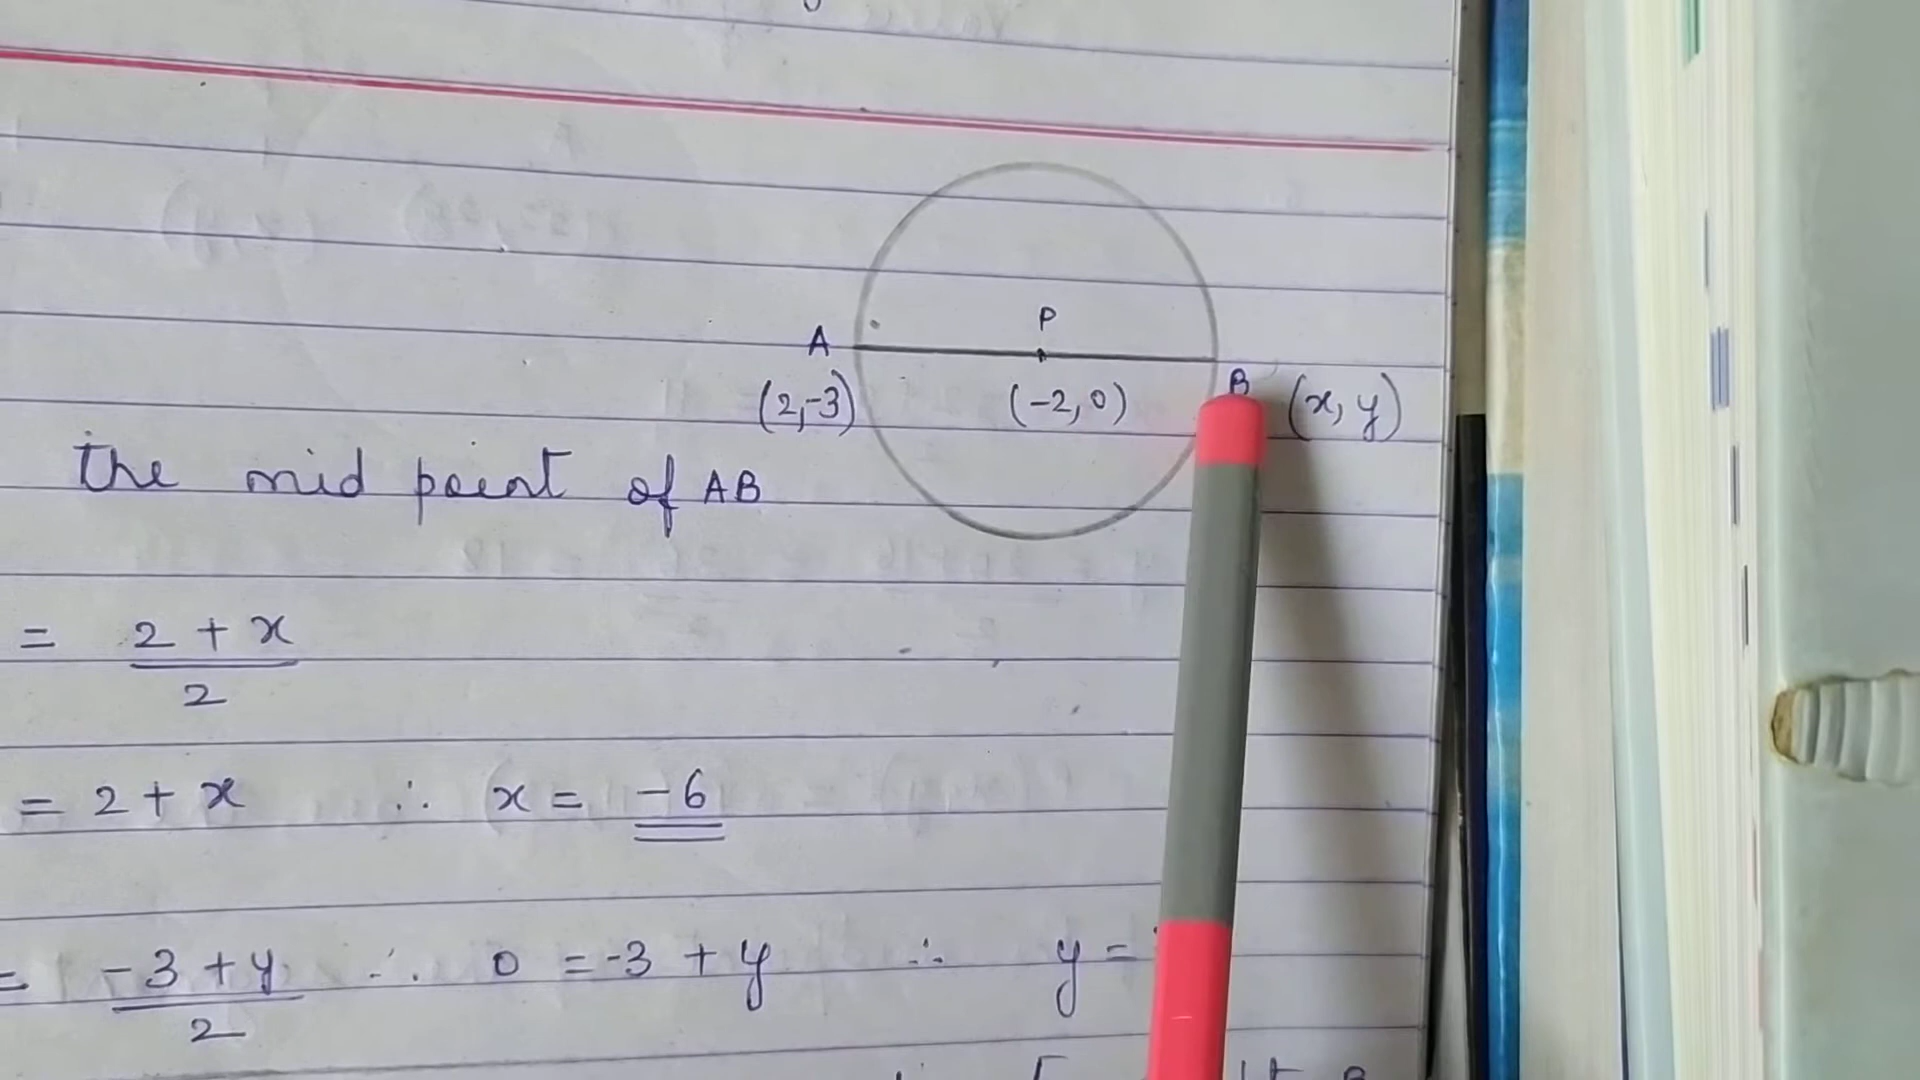 P
A
B
(2,-3)
(-2,0)
(x, y)
the mid point of AB
= 2 + x
2
= 2 + x ∴ x = -6
= -3 + y ∴ 0 = -3 + y ∴ y =
2